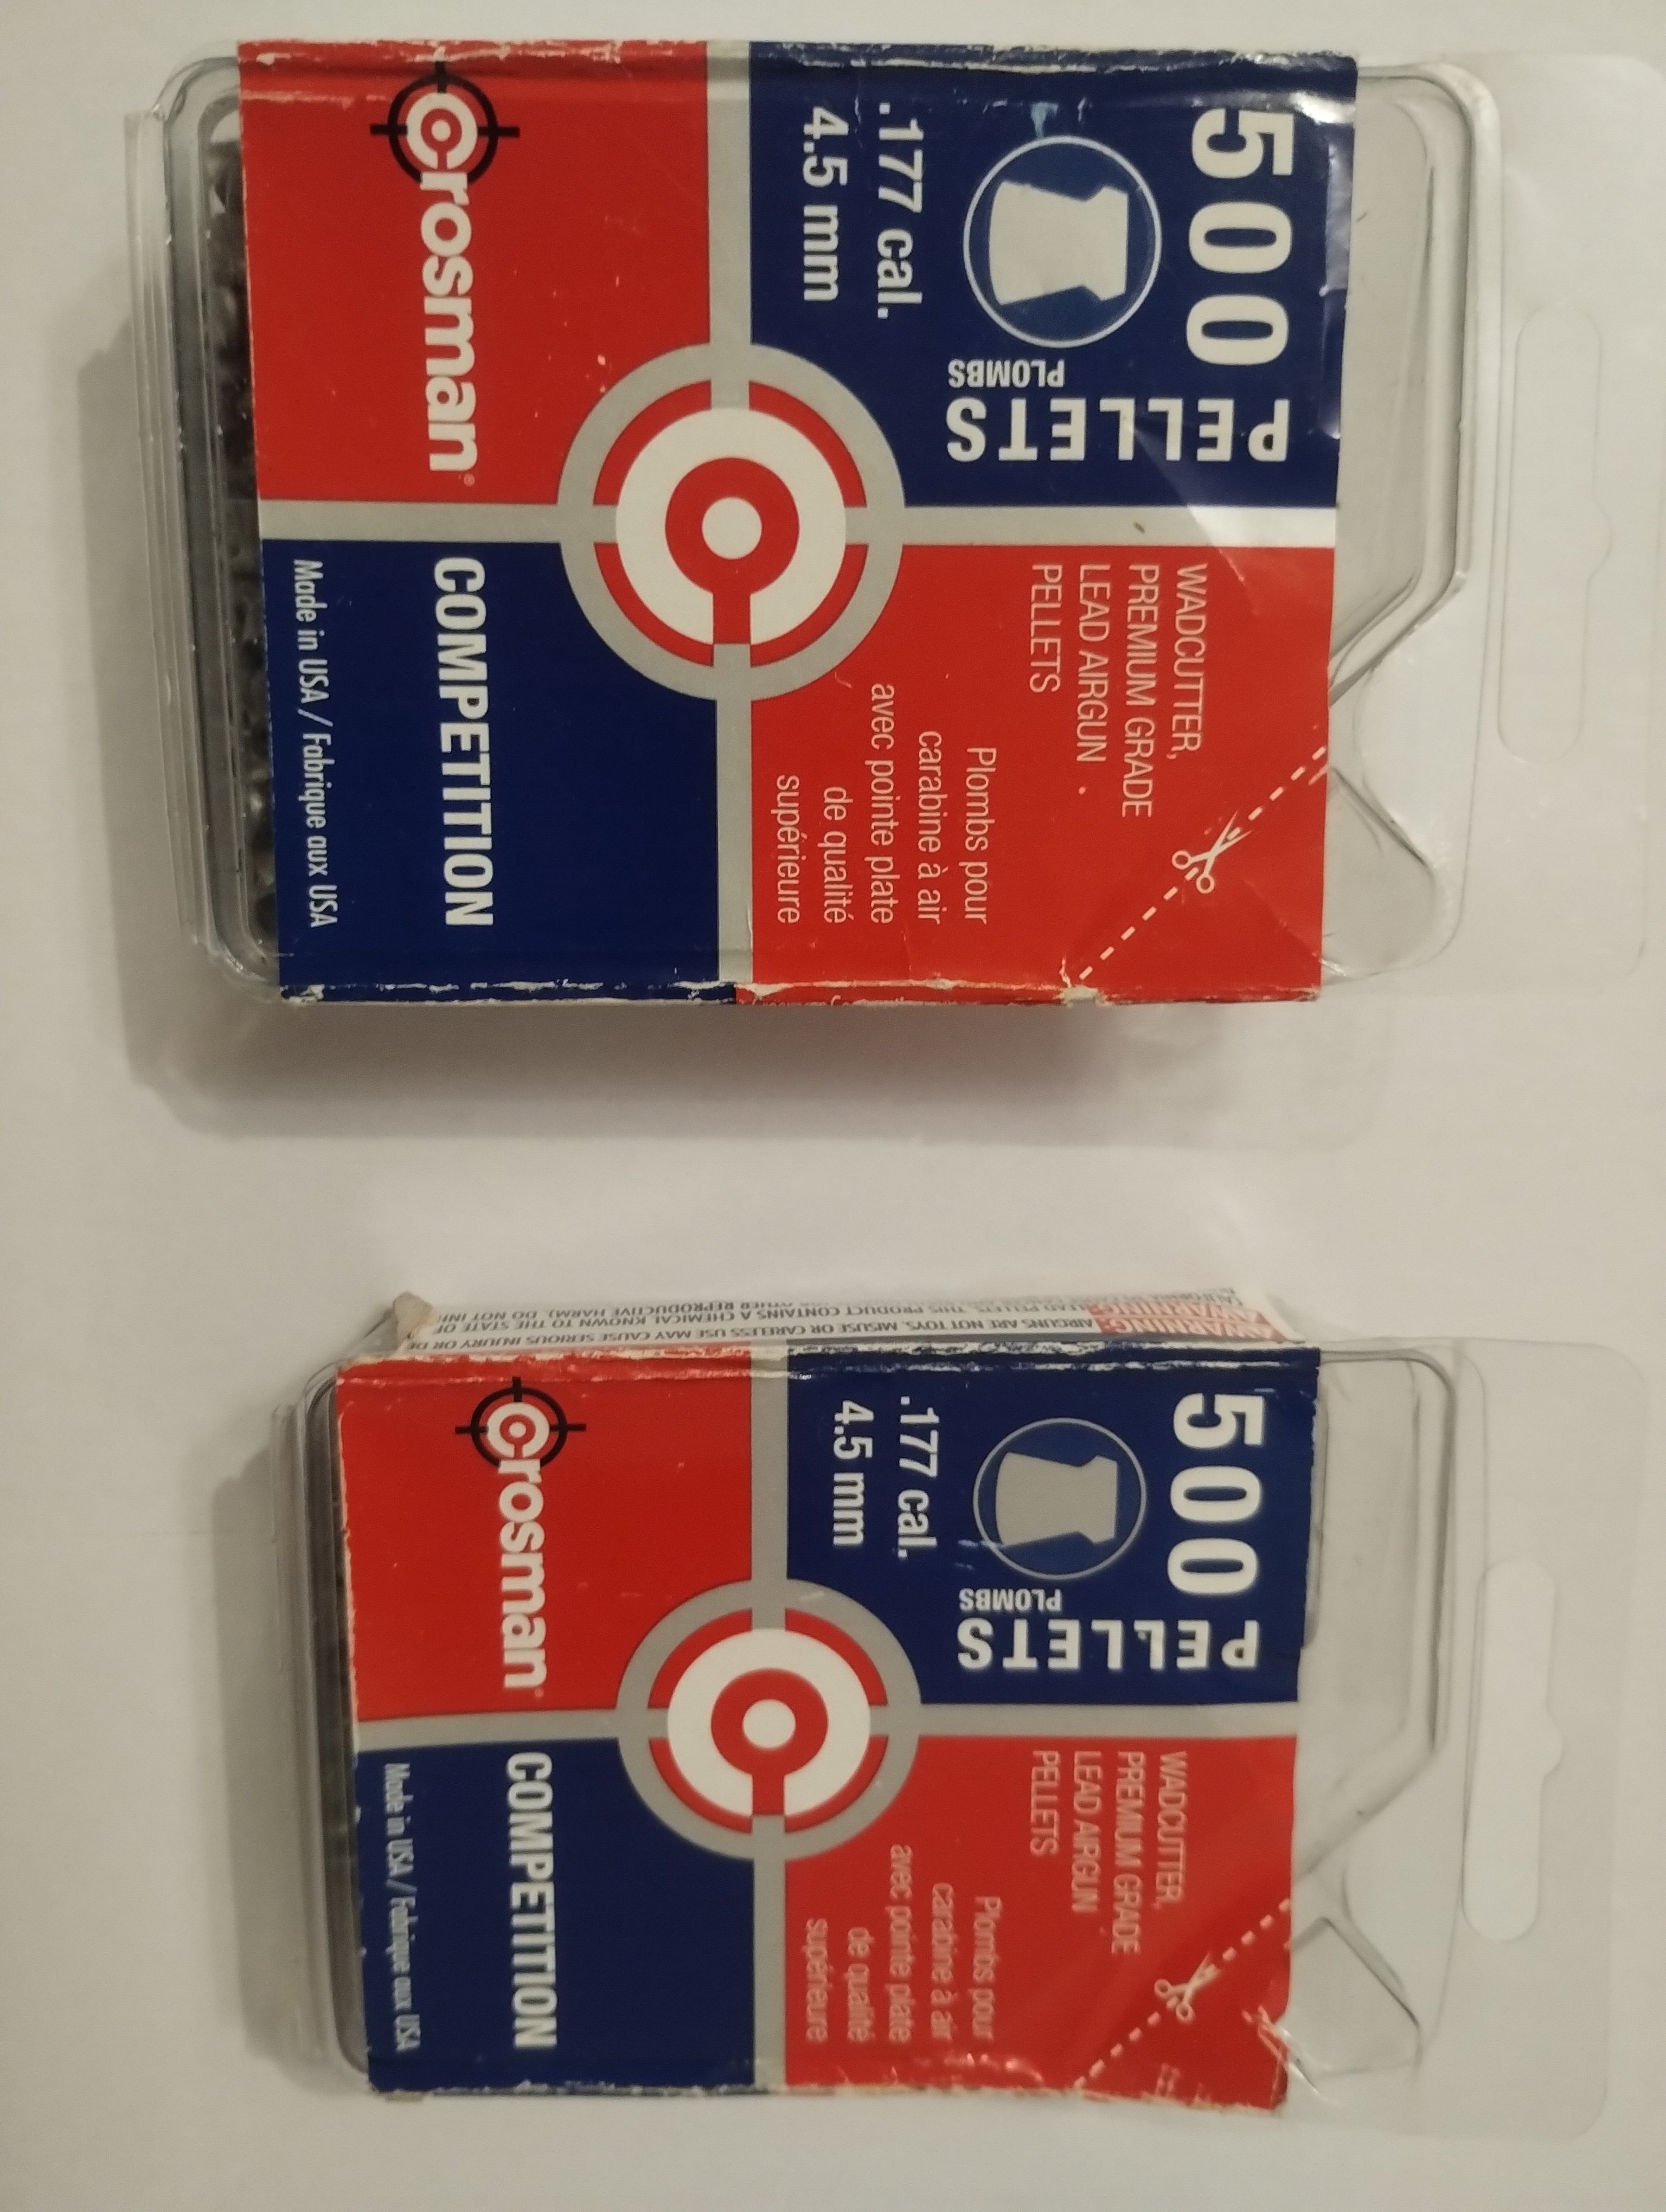 500
PELLETS
PLOMBS
.177 cal.
4.5 mm
WADCUTTER,
PREMIUM GRADE
LEAD AIRGUN
PELLETS
Plombs pour
carabine à air
avec pointe plate
de qualité
supérieure
Crosman®
COMPETITION
Made in USA / Fabrique aux USA
WARNING:
AIRGUNS ARE NOT TOYS. MISUSE OR CARELESS USE MAY CAUSE SERIOUS INJURY OR DE
WARNING:
LEAD PELLETS. THIS PRODUCT CONTAINS A CHEMICAL KNOWN TO THE STATE OF
OTHER REPRODUCTIVE HARM). DO NOT
500
PELLETS
PLOMBS
.177 cal.
4.5 mm
WADCUTTER,
PREMIUM GRADE
LEAD AIRGUN
PELLETS
Plombs pour
carabine à air
avec pointe plate
de qualité
supérieure
Crosman®
COMPETITION
Made in USA / Fabrique aux USA